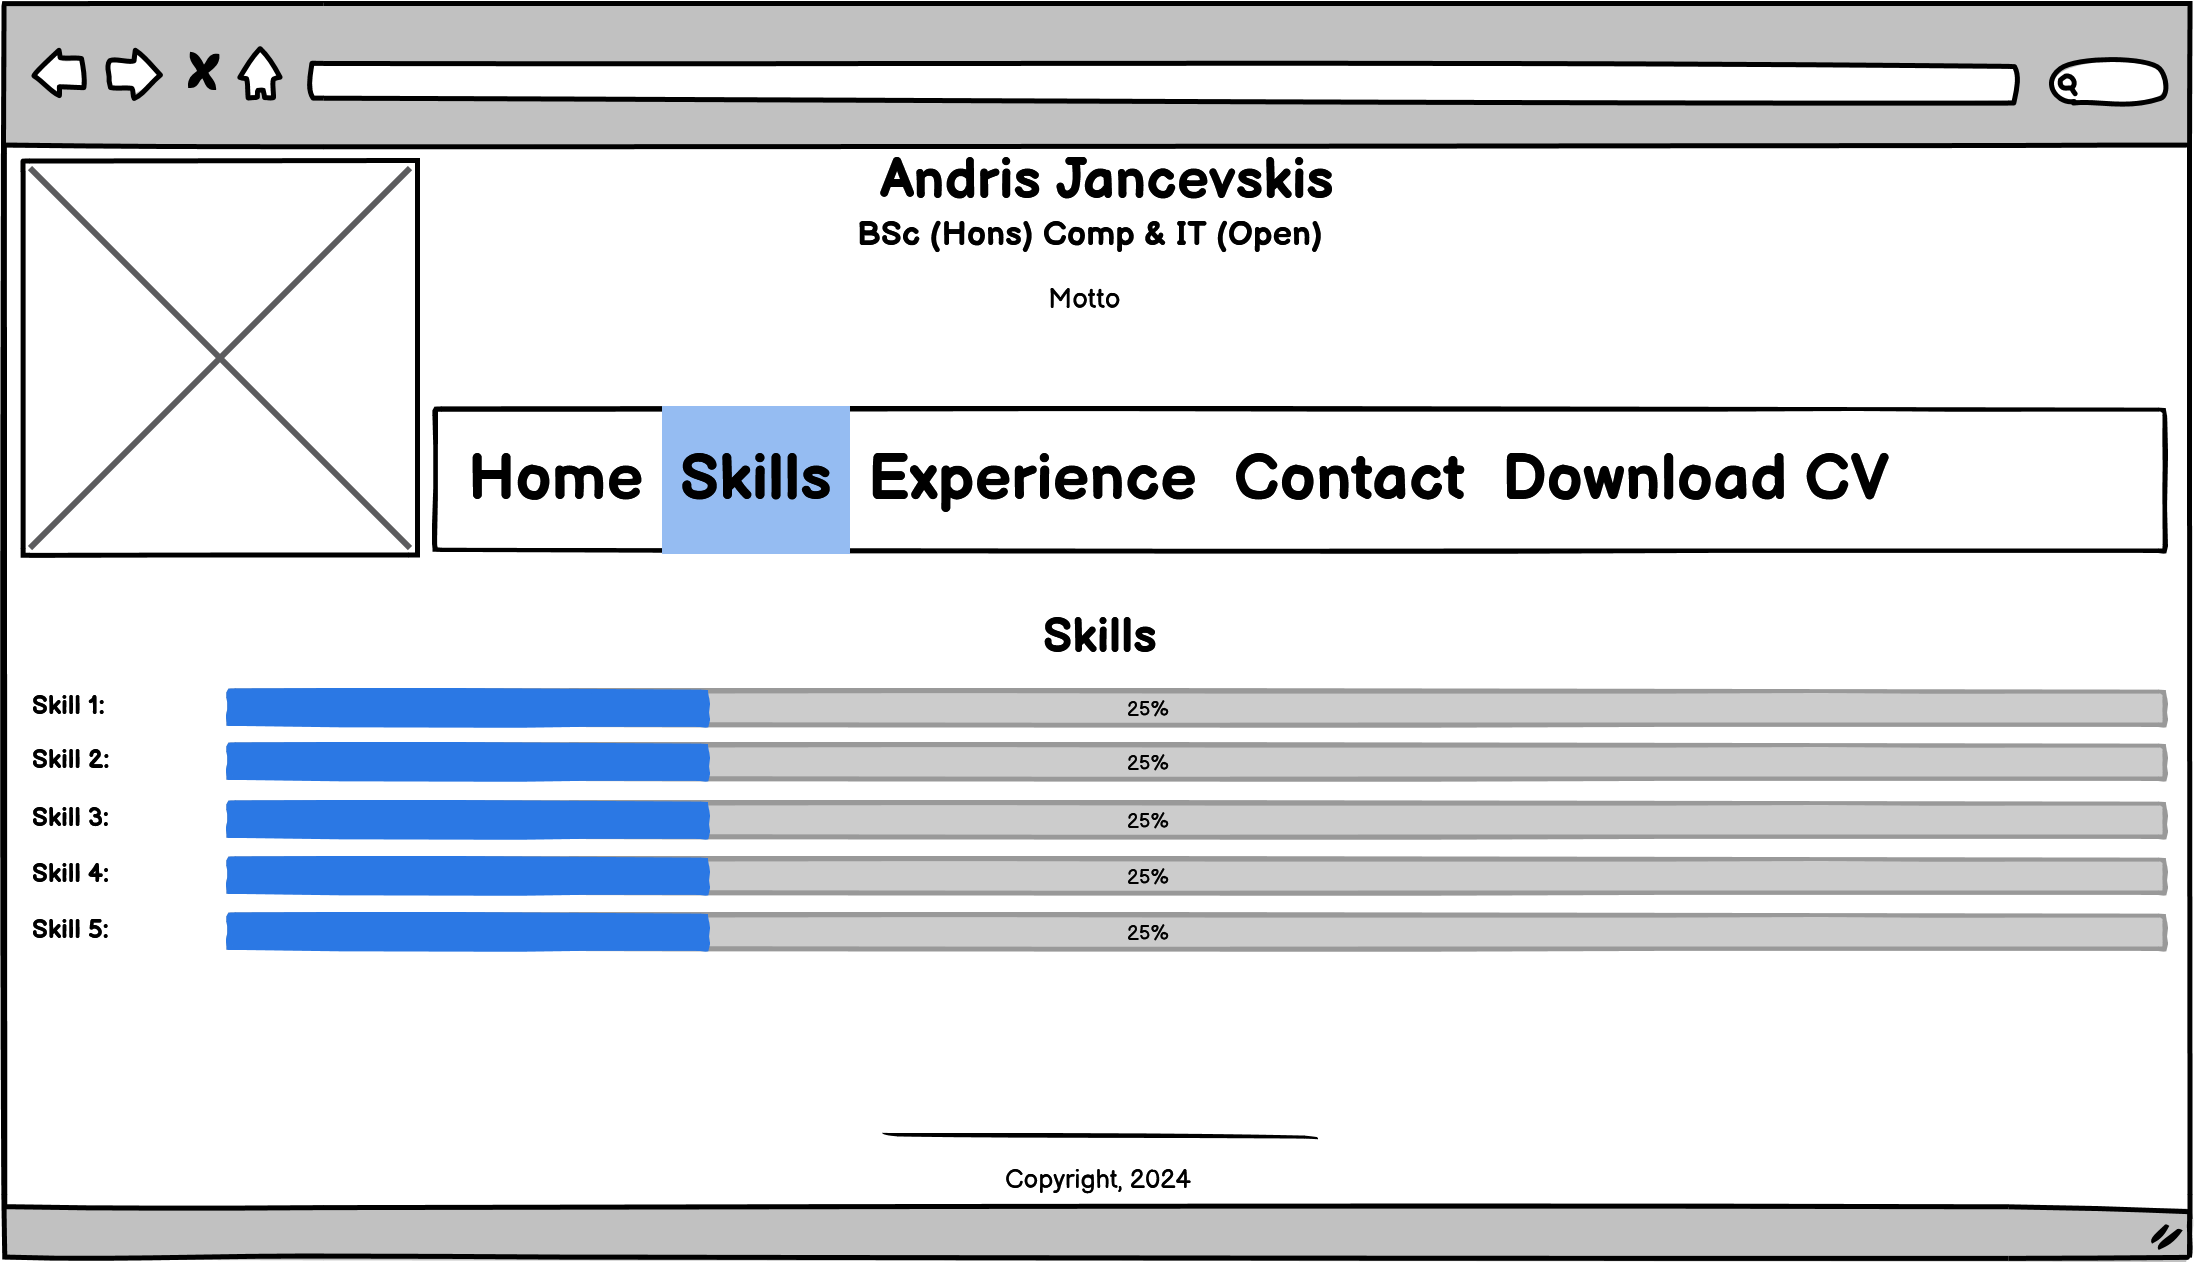 Andris Jancevskis
BSc (Hons) Comp & IT (Open)
Motto
Home Skills Experience Contact Download CV
Skills
Skill 1: 25%
Skill 2: 25%
Skill 3: 25%
Skill 4: 25%
Skill 5: 25%
Copyright, 2024